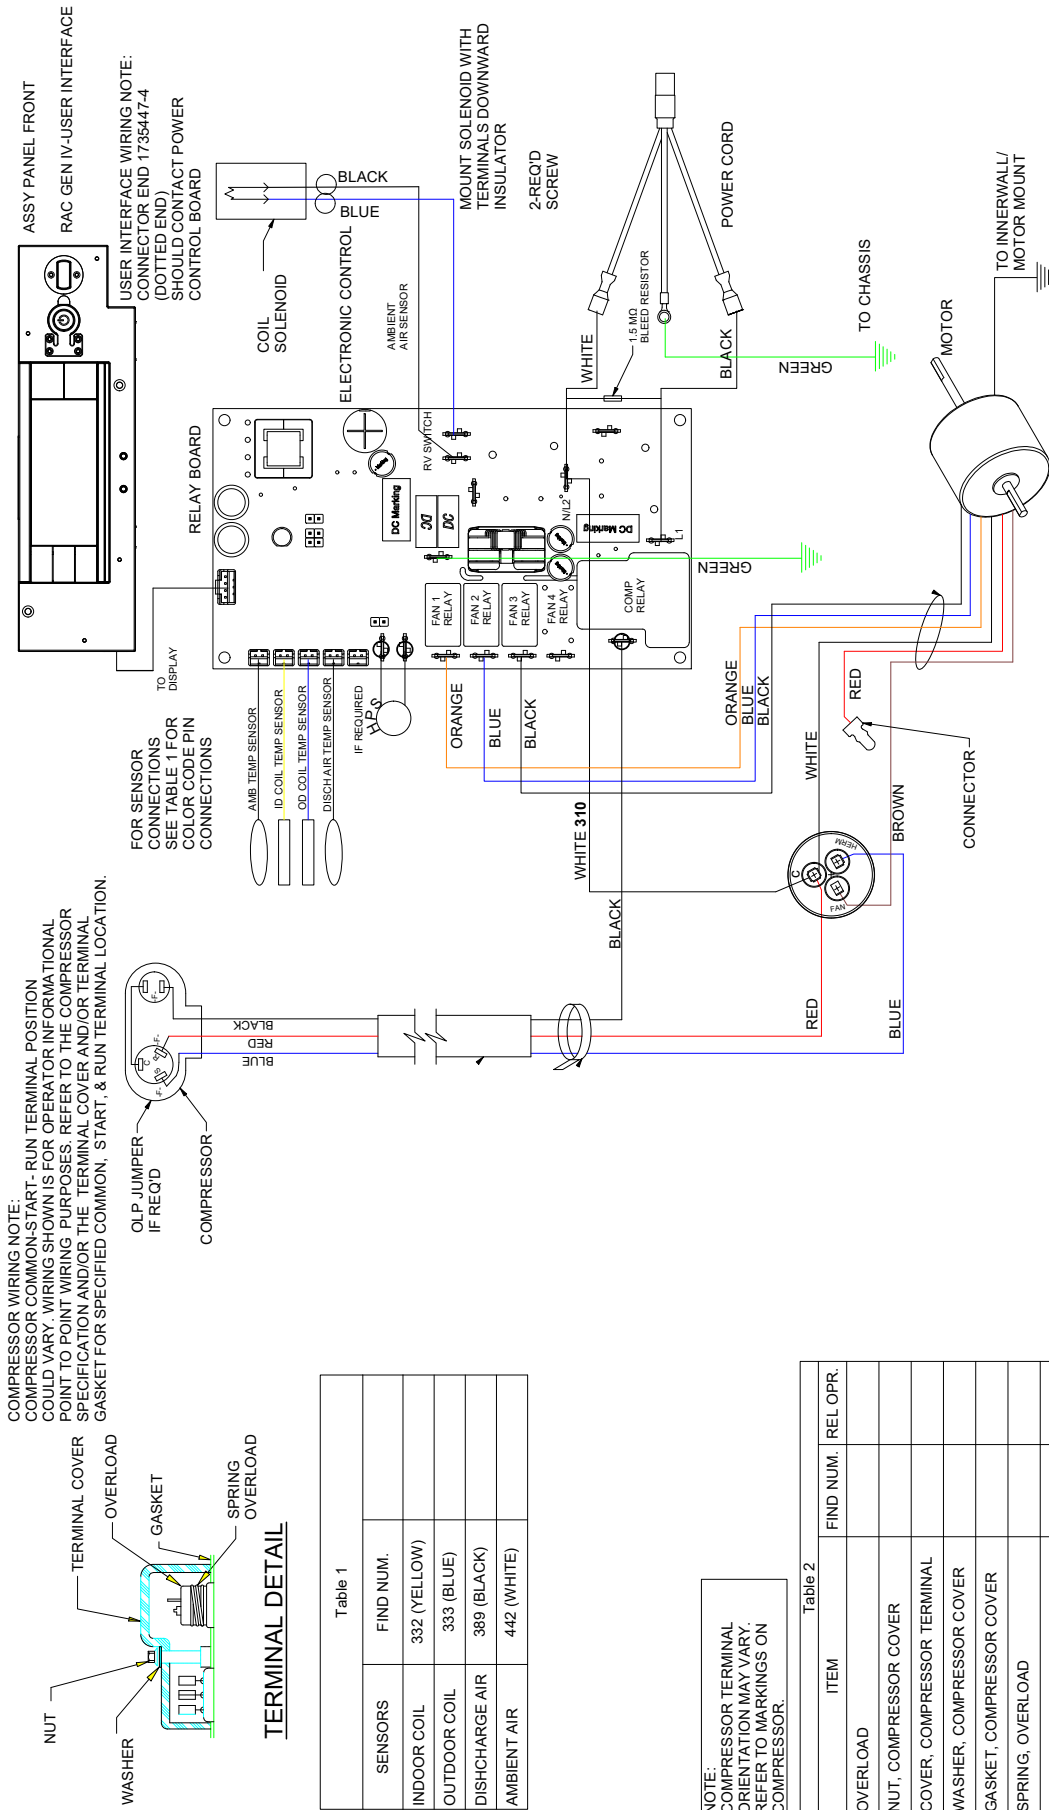 COMPRESSOR WIRING NOTE:
COMPRESSOR COMMON-START- RUN TERMINAL POSITION
COULD VARY. WIRING SHOWN IS FOR OPERATOR INFORMATIONAL
POINT TO POINT WIRING PURPOSES. REFER TO THE COMPRESSOR
SPECIFICATION AND/OR THE TERMINAL COVER AND/OR TERMINAL
GASKET FOR SPECIFIED COMMON, START, & RUN TERMINAL LOCATION.
NUT
WASHER
TERMINAL COVER
OVERLOAD
GASKET
SPRING
OVERLOAD
TERMINAL DETAIL
OLP JUMPER
IF REQ'D
COMPRESSOR
C
S
R
-F-
-F-
-F-
BLACK
RED
BLUE
FOR SENSOR
CONNECTIONS
SEE TABLE 1 FOR
COLOR CODE PIN
CONNECTIONS
TO
DISPLAY
AMB TEMP SENSOR
ID COIL TEMP SENSOR
OD COIL TEMP SENSOR
DISCH AIR TEMP SENSOR
IF REQUIRED
H.P.S
ASSY PANEL FRONT
RAC GEN IV-USER INTERFACE
USER INTERFACE WIRING NOTE:
CONNECTOR END 1735447-4
(DOTTED END)
SHOULD CONTACT POWER
CONTROL BOARD
RELAY BOARD
COIL
SOLENOID
BLACK
BLUE
ELECTRONIC CONTROL
AMBIENT
AIR SENSOR
RV SWITCH
MOUNT SOLENOID WITH
TERMINALS DOWNWARD
INSULATOR
2-REQ'D
SCREW
DC Marking
DC
DC
DC Marking
FAN 1
RELAY
FAN 2
RELAY
FAN 3
RELAY
FAN 4
RELAY
COMP
RELAY
N/L2
L1
WHITE
1.5 MΩ
BLEED RESISTOR
BLACK
POWER CORD
GREEN
TO CHASSIS
GREEN
ORANGE
BLUE
BLACK
WHITE 310
BLACK
ORANGE
BLUE
BLACK
WHITE
RED
BROWN
CONNECTOR
MOTOR
TO INNERWALL/
MOTOR MOUNT
C
HERM
FAN
RED
BLUE
Table 1
SENSORS FIND NUM.
INDOOR COIL 332 (YELLOW)
OUTDOOR COIL 333 (BLUE)
DISHCHARGE AIR 389 (BLACK)
AMBIENT AIR 442 (WHITE)
NOTE:
COMPRESSOR TERMINAL
ORIENTATION MAY VARY.
REFER TO MARKINGS ON
COMPRESSOR.
Table 2
ITEM FIND NUM. REL OPR.
OVERLOAD
NUT, COMPRESSOR COVER
COVER, COMPRESSOR TERMINAL
WASHER, COMPRESSOR COVER
GASKET, COMPRESSOR COVER
SPRING, OVERLOAD